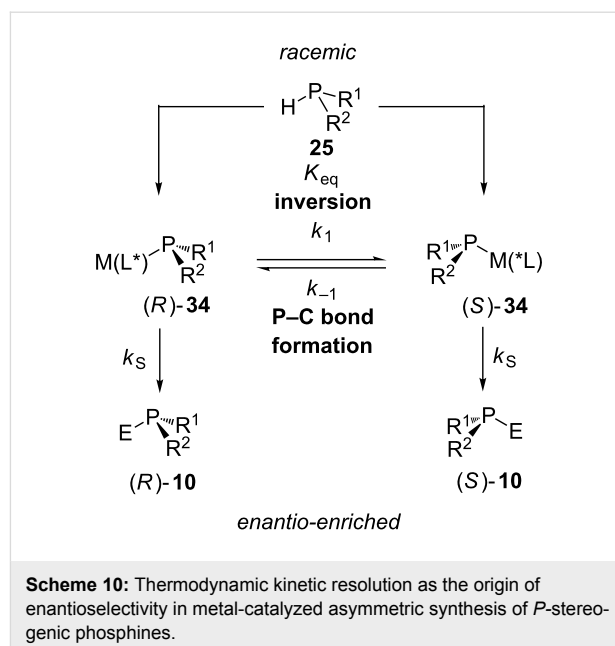 racemic
H P R1
R2
25
Keq
inversion
k1
M(L*) P R1 R2
R1 P M(*L) R2
k–1
(R)-34
P–C bond
formation
(S)-34
kS
kS
E P R1 R2
R1 P E R2
(R)-10
(S)-10
enantio-enriched
Scheme 10: Thermodynamic kinetic resolution as the origin of
enantioselectivity in metal-catalyzed asymmetric synthesis of P-stereo-
genic phosphines.